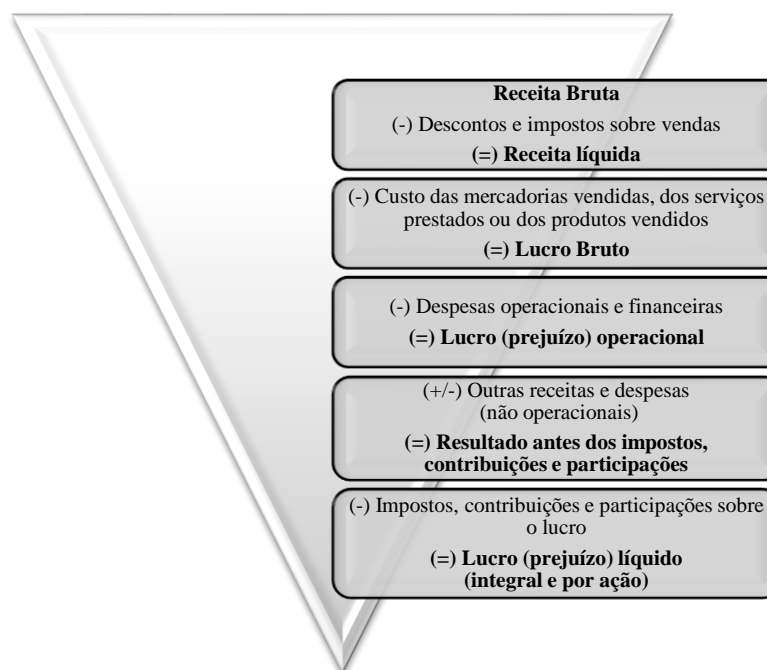 Receita Bruta
(-) Descontos e impostos sobre vendas
(=) Receita líquida
(-) Custo das mercadorias vendidas, dos serviços
prestados ou dos produtos vendidos
(=) Lucro Bruto
(-) Despesas operacionais e financeiras
(=) Lucro (prejuízo) operacional
(+/-) Outras receitas e despesas
(não operacionais)
(=) Resultado antes dos impostos,
contribuições e participações
(-) Impostos, contribuições e participações sobre
o lucro
(=) Lucro (prejuízo) líquido
(integral e por ação)